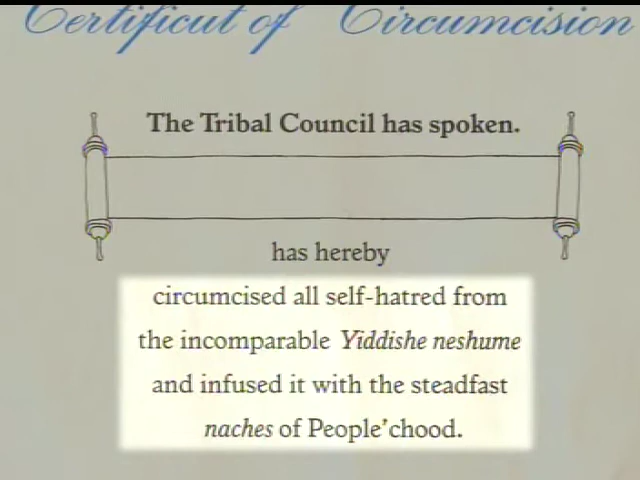 Certificut of Circumcision
The Tribal Council has spoken.
has hereby
circumcised all self-hatred from
the incomparable Yiddishe neshume
and infused it with the steadfast
naches of People'chood.